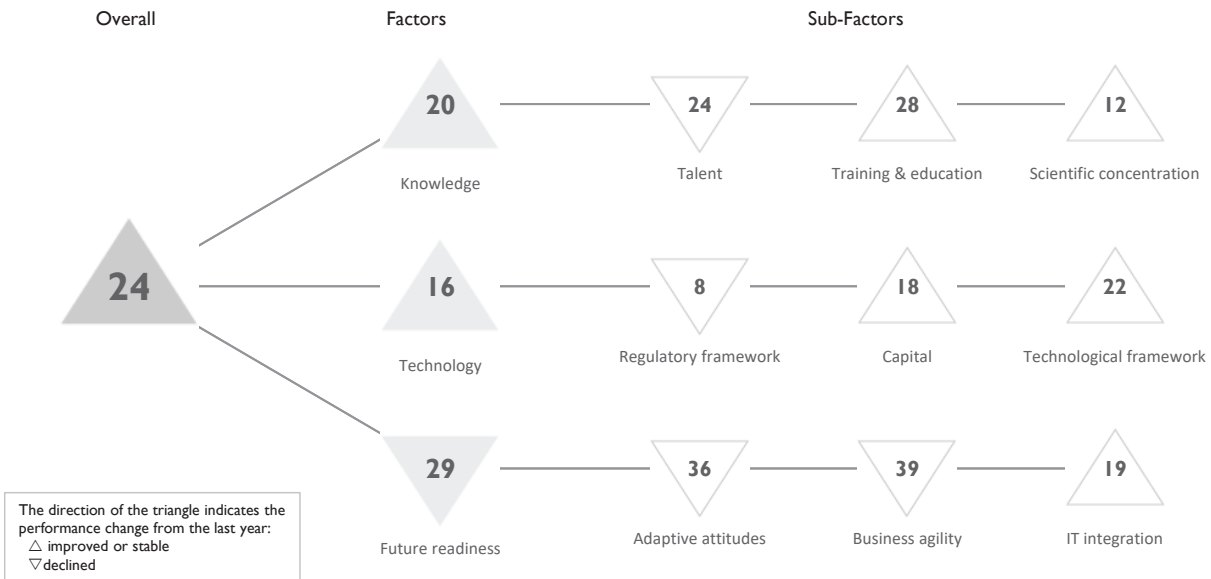 Overall Factors Sub-Factors
20 24 28 12
Knowledge Talent Training & education Scientific concentration
24 16 8 18 22
Technology Regulatory framework Capital Technological framework
29 36 39 19
Future readiness Adaptive attitudes Business agility IT integration
The direction of the triangle indicates the
performance change from the last year:
△ improved or stable
▽ declined